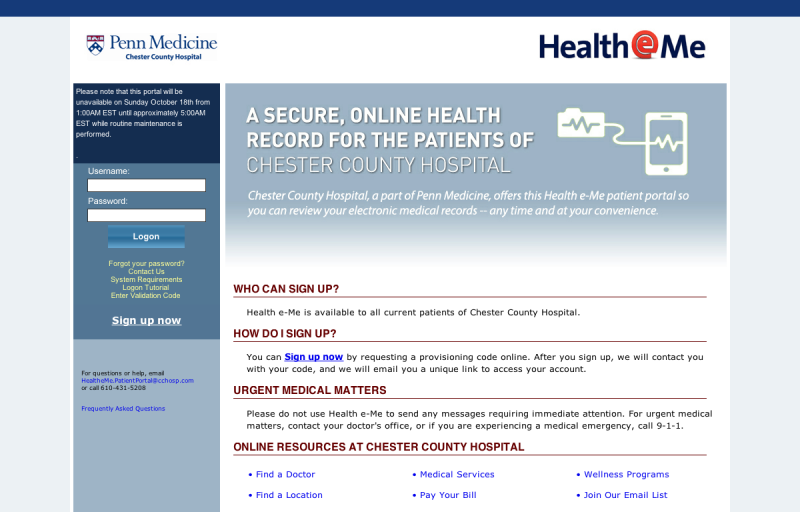 Penn Medicine
Chester County Hospital
Health e Me
Please note that this portal will be
unavailable on Sunday October 18th from
1:00AM EST until approximately 5:00AM
EST while routine maintenance is
performed.
.
Username:
Password:
Logon
Forgot your password?
Contact Us
System Requirements
Logon Tutorial
Enter Validation Code
Sign up now
For questions or help, email
HealtheMe.PatientPortal@cchosp.com
or call 610-431-5208
Frequently Asked Questions
A SECURE, ONLINE HEALTH
RECORD FOR THE PATIENTS OF
CHESTER COUNTY HOSPITAL
Chester County Hospital, a part of Penn Medicine, offers this Health e-Me patient portal so
you can review your electronic medical records -- any time and at your convenience.
WHO CAN SIGN UP?
Health e-Me is available to all current patients of Chester County Hospital.
HOW DO I SIGN UP?
You can Sign up now by requesting a provisioning code online. After you sign up, we will contact you
with your code, and we will email you a unique link to access your account.
URGENT MEDICAL MATTERS
Please do not use Health e-Me to send any messages requiring immediate attention. For urgent medical
matters, contact your doctor's office, or if you are experiencing a medical emergency, call 9-1-1.
ONLINE RESOURCES AT CHESTER COUNTY HOSPITAL
• Find a Doctor • Medical Services • Wellness Programs
• Find a Location • Pay Your Bill • Join Our Email List